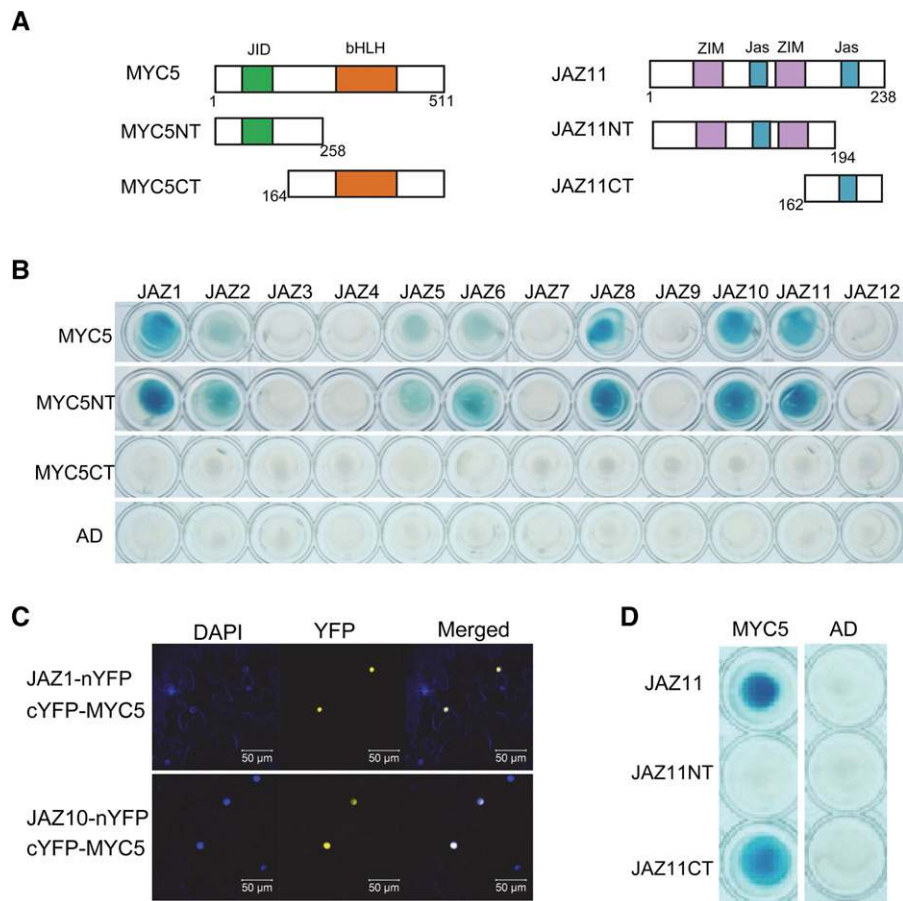 A
JID bHLH
MYC5
1 511
MYC5NT
258
MYC5CT
164
ZIM Jas ZIM Jas
JAZ11
1 238
JAZ11NT
194
JAZ11CT
162
B
JAZ1 JAZ2 JAZ3 JAZ4 JAZ5 JAZ6 JAZ7 JAZ8 JAZ9 JAZ10 JAZ11 JAZ12
MYC5
MYC5NT
MYC5CT
AD
C
DAPI YFP Merged
JAZ1-nYFP
cYFP-MYC5
50 µm 50 µm 50 µm
JAZ10-nYFP
cYFP-MYC5
50 µm 50 µm 50 µm
D
MYC5 AD
JAZ11
JAZ11NT
JAZ11CT